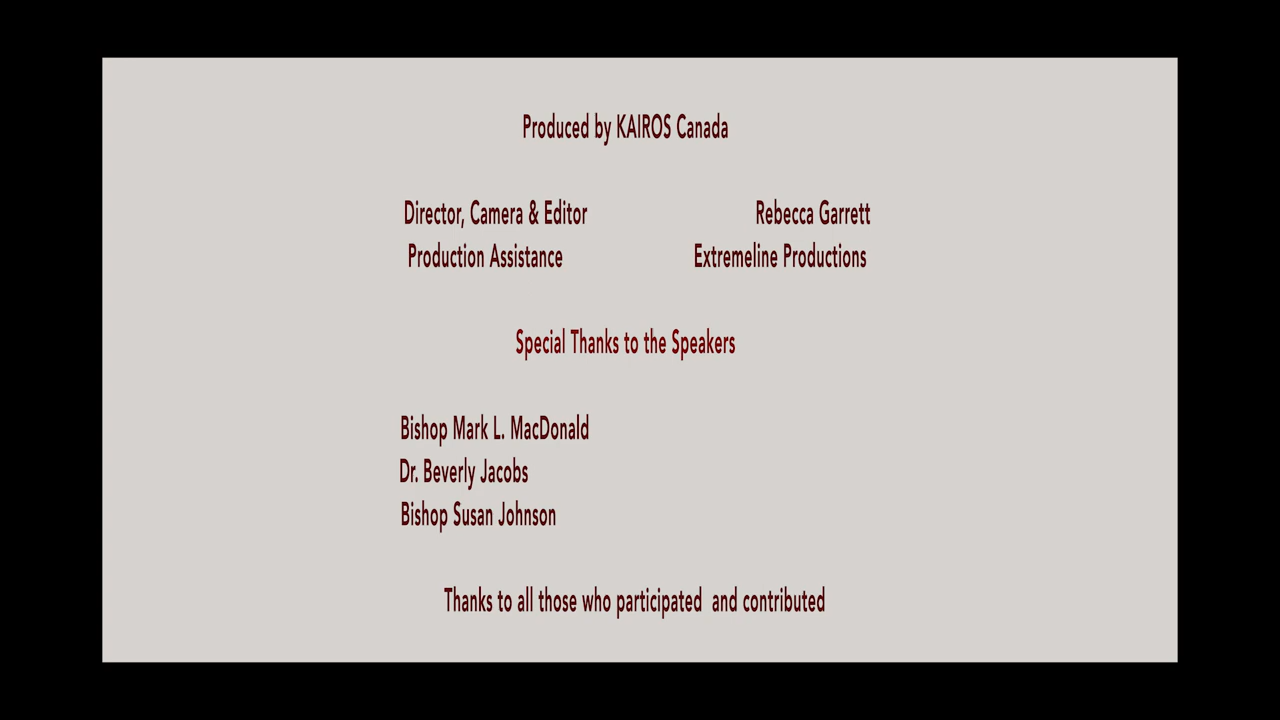 Produced by KAIROS Canada
Director, Camera & Editor Rebecca Garrett
Production Assistance Extremeline Productions
Special Thanks to the Speakers
Bishop Mark L. MacDonald
Dr. Beverly Jacobs
Bishop Susan Johnson
Thanks to all those who participated and contributed